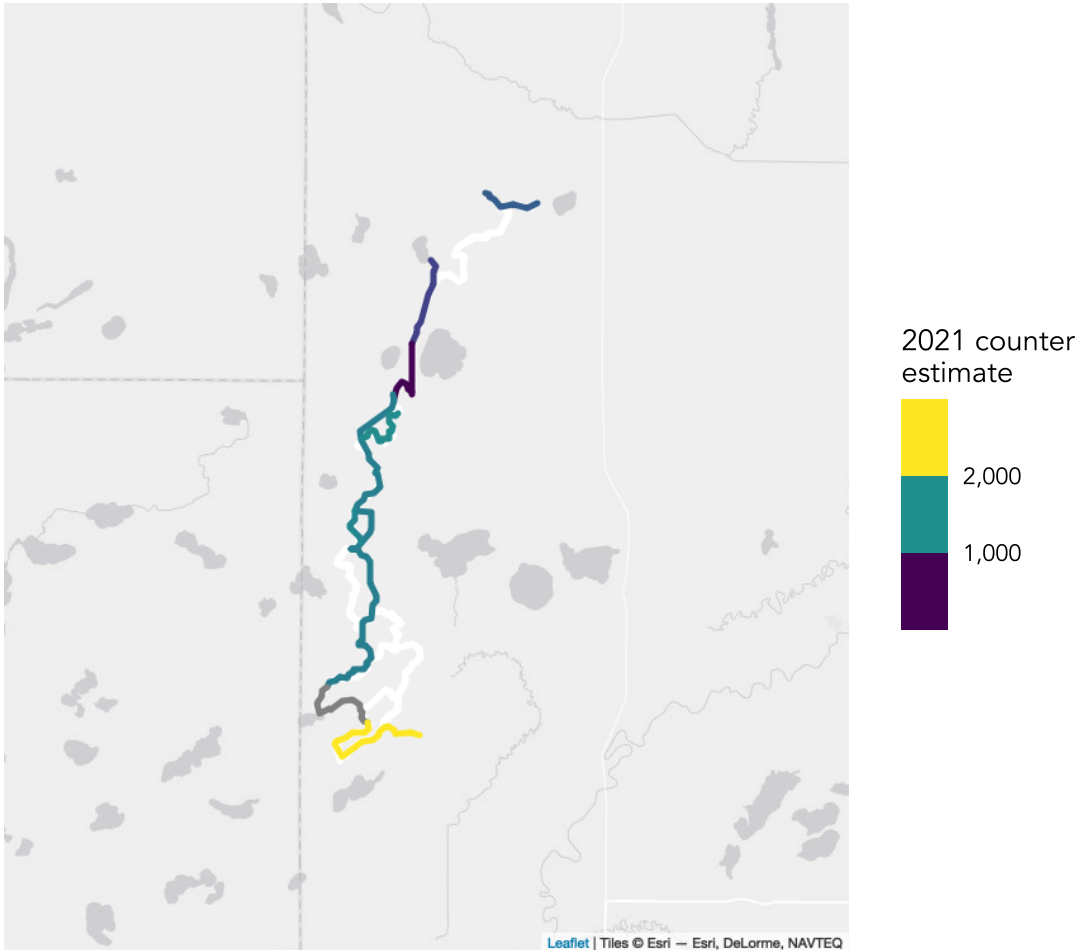 2021 counter
estimate
2,000
1,000
Leaflet | Tiles © Esri — Esri, DeLorme, NAVTEQ